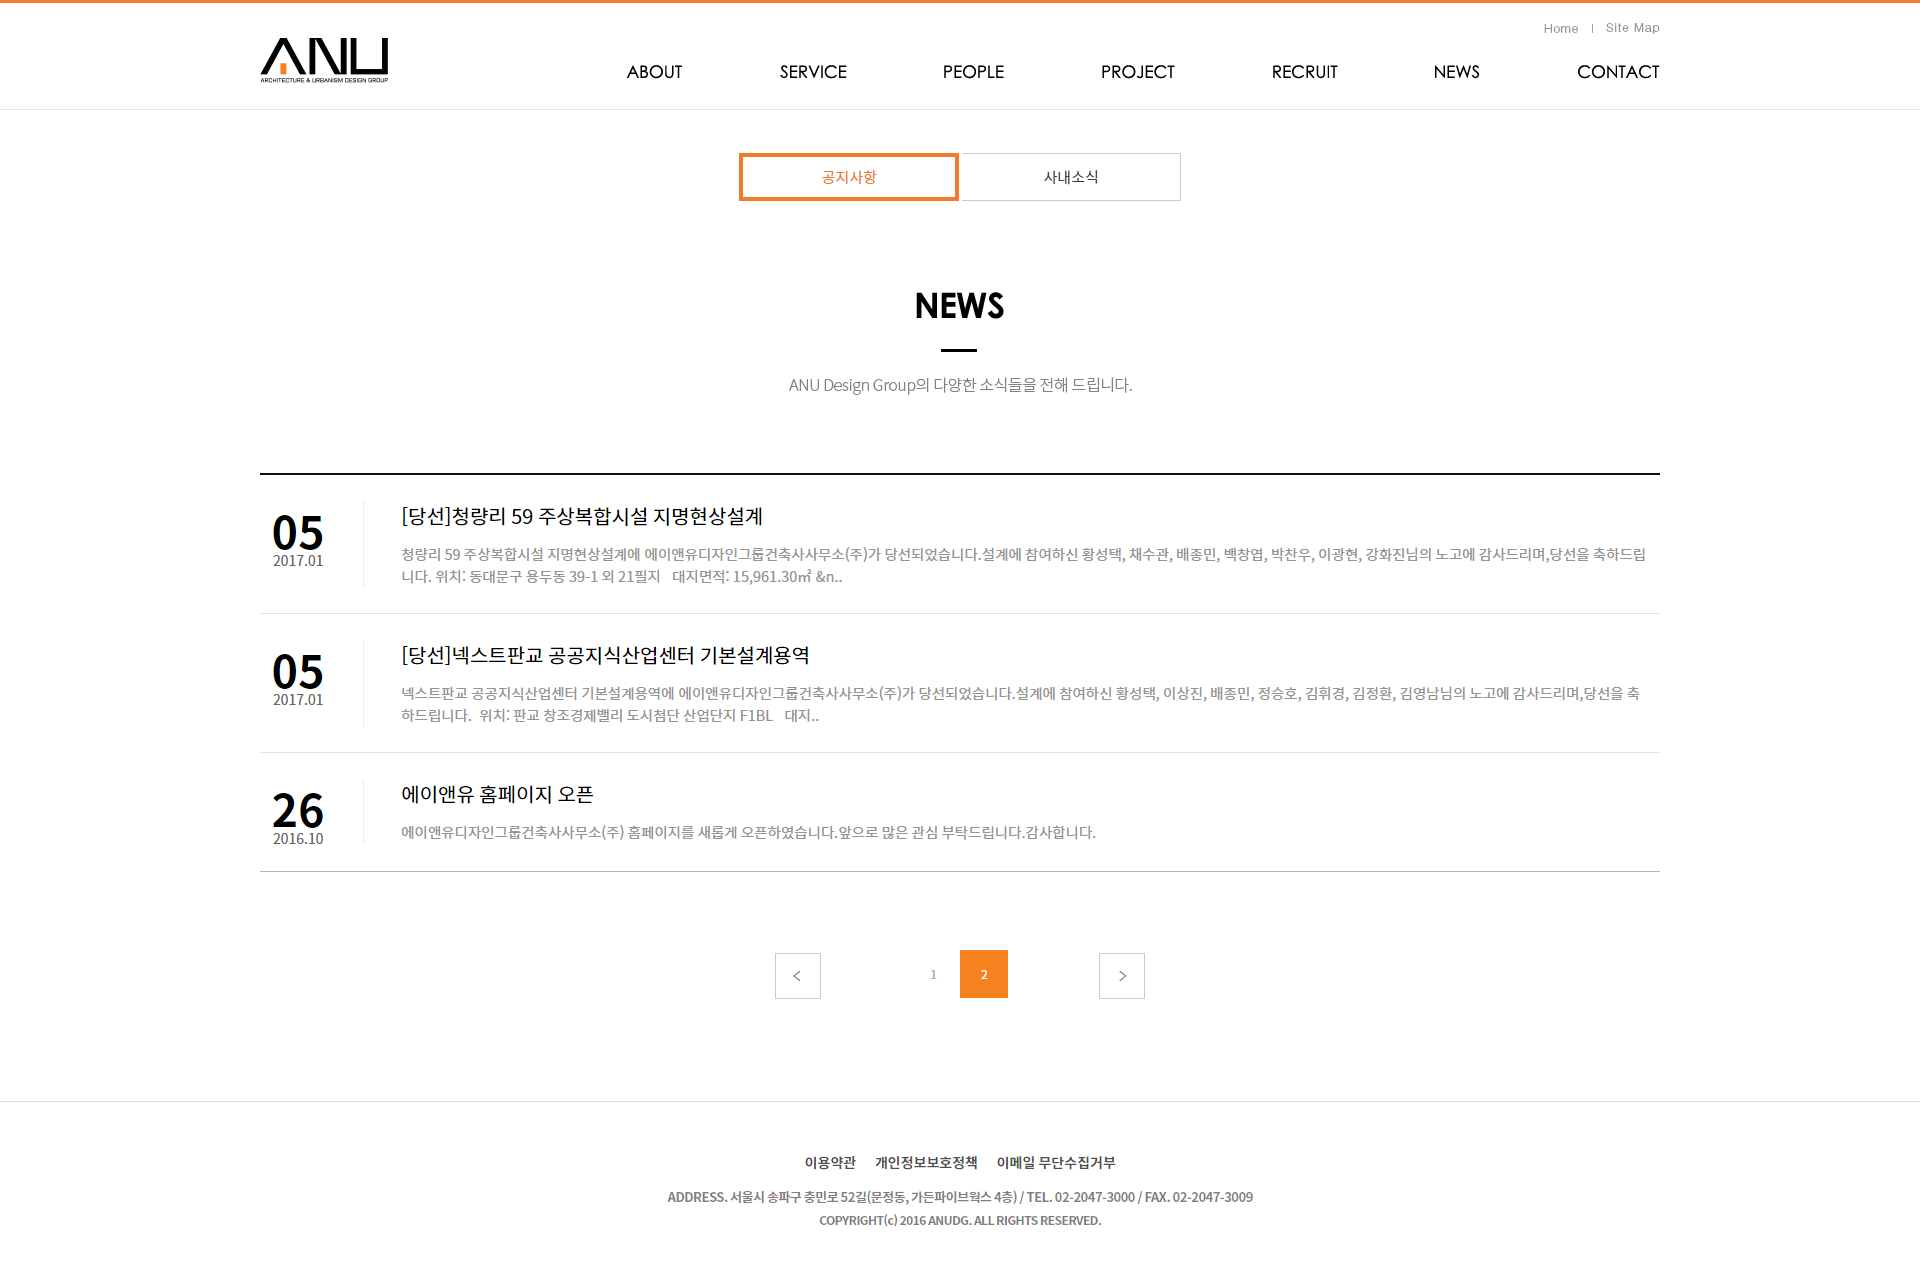 Home
Site Map
ANU
ARCHITECTURE & URBANISM DESIGN GROUP
ABOUT
SERVICE
PEOPLE
PROJECT
RECRUIT
NEWS
CONTACT
공지사항
사내소식
NEWS
ANU Design Group의 다양한 소식들을 전해 드립니다.
05
2017.01
[당선]청량리 59 주상복합시설 지명현상설계
청량리 59 주상복합시설 지명현상설계에 에이앤유디자인그룹건축사사무소(주)가 당선되었습니다.설계에 참여하신 황성택, 채수관, 배종민, 백창엽, 박찬우, 이광현, 강화진님의 노고에 감사드리며,당선을 축하드립
니다. 위치: 동대문구 용두동 39-1 외 21필지   대지면적: 15,961.30㎡ &n..
05
2017.01
[당선]넥스트판교 공공지식산업센터 기본설계용역
넥스트판교 공공지식산업센터 기본설계용역에 에이앤유디자인그룹건축사사무소(주)가 당선되었습니다.설계에 참여하신 황성택, 이상진, 배종민, 정승호, 김휘경, 김정환, 김영남님의 노고에 감사드리며,당선을 축
하드립니다.  위치: 판교 창조경제밸리 도시첨단 산업단지 F1BL   대지..
26
2016.10
에이앤유 홈페이지 오픈
에이앤유디자인그룹건축사사무소(주) 홈페이지를 새롭게 오픈하였습니다.앞으로 많은 관심 부탁드립니다.감사합니다.
<
1
2
>
이용약관
개인정보보호정책
이메일 무단수집거부
ADDRESS. 서울시 송파구 충민로 52길(문정동, 가든파이브웍스 4층) / TEL. 02-2047-3000 / FAX. 02-2047-3009
COPYRIGHT(c) 2016 ANUDG. ALL RIGHTS RESERVED.